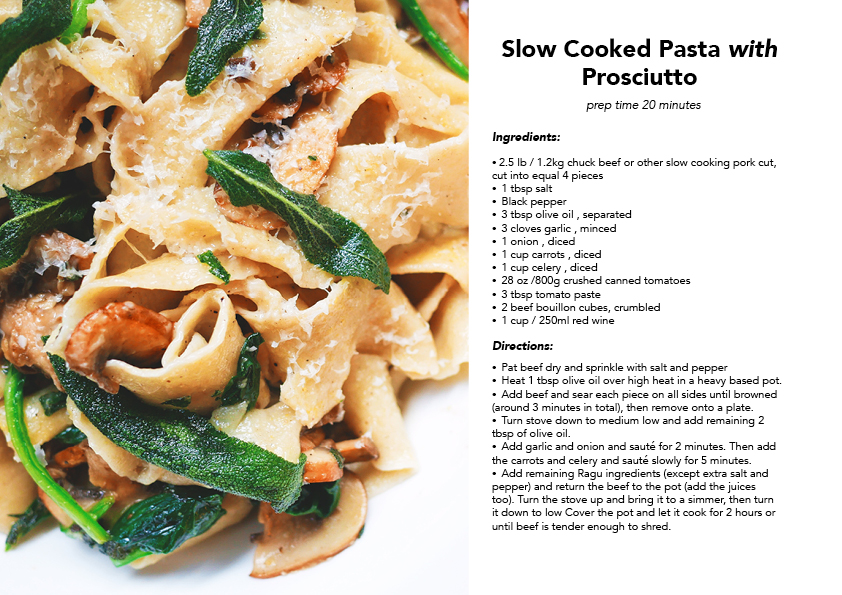 Slow Cooked Pasta with
Prosciutto
prep time 20 minutes
Ingredients:
• 2.5 lb / 1.2kg chuck beef or other slow cooking pork cut,
cut into equal 4 pieces
• 1 tbsp salt
• Black pepper
• 3 tbsp olive oil , separated
• 3 cloves garlic , minced
• 1 onion , diced
• 1 cup carrots , diced
• 1 cup celery , diced
• 28 oz /800g crushed canned tomatoes
• 3 tbsp tomato paste
• 2 beef bouillon cubes, crumbled
• 1 cup / 250ml red wine
Directions:
• Pat beef dry and sprinkle with salt and pepper
• Heat 1 tbsp olive oil over high heat in a heavy based pot.
• Add beef and sear each piece on all sides until browned
(around 3 minutes in total), then remove onto a plate.
• Turn stove down to medium low and add remaining 2
tbsp of olive oil.
• Add garlic and onion and sauté for 2 minutes. Then add
the carrots and celery and sauté slowly for 5 minutes.
• Add remaining Ragu ingredients (except extra salt and
pepper) and return the beef to the pot (add the juices
too). Turn the stove up and bring it to a simmer, then turn
it down to low Cover the pot and let it cook for 2 hours or
until beef is tender enough to shred.